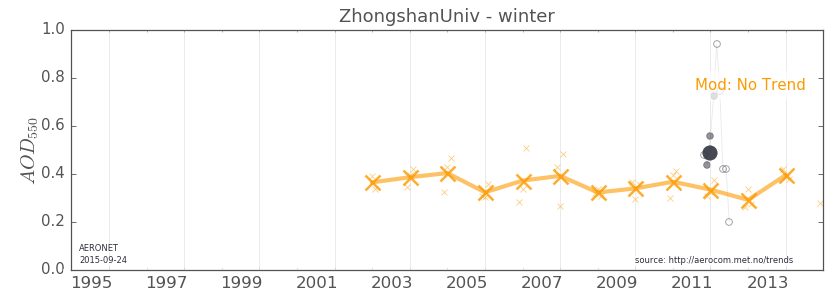 ZhongshanUniv - winter
1.0
0.8
0.6
0.4
0.2
0.0
AOD550
Mod: No Trend
AERONET
2015-09-24
source: http://aerocom.met.no/trends
1995 1997 1999 2001 2003 2005 2007 2009 2011 2013